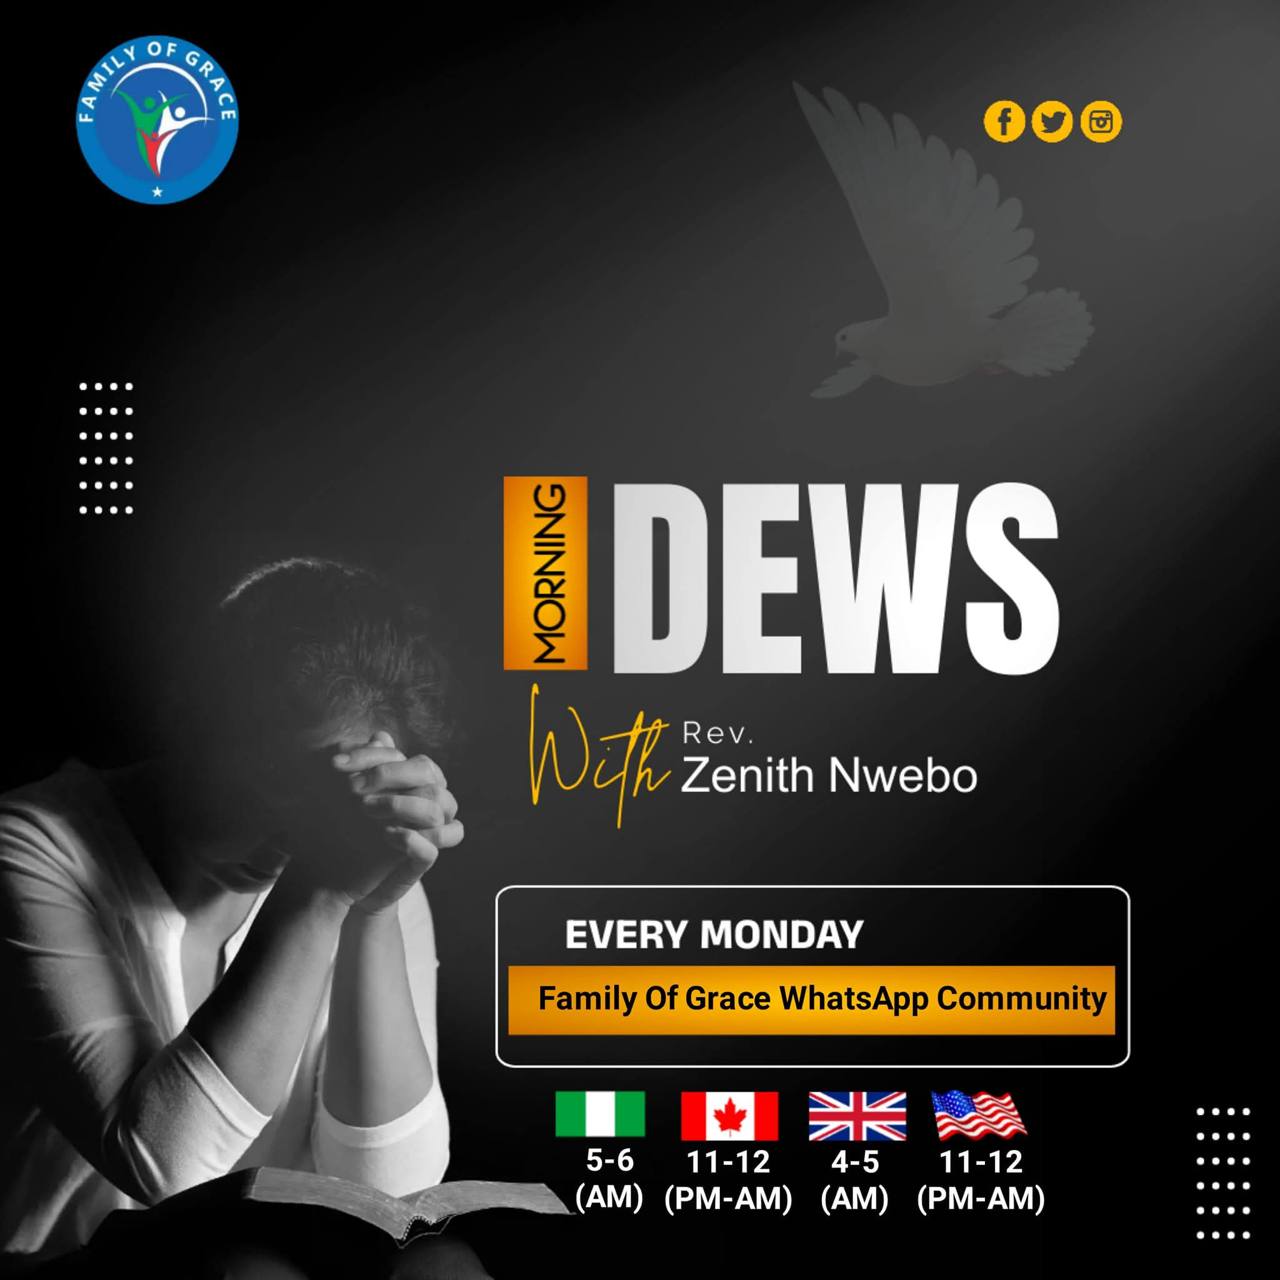 FAMILY OF GRACE
MORNING
DEWS
With
Rev.
Zenith Nwebo
EVERY MONDAY
Family Of Grace WhatsApp Community
5-6
(AM)
11-12
(PM-AM)
4-5
(AM)
11-12
(PM-AM)